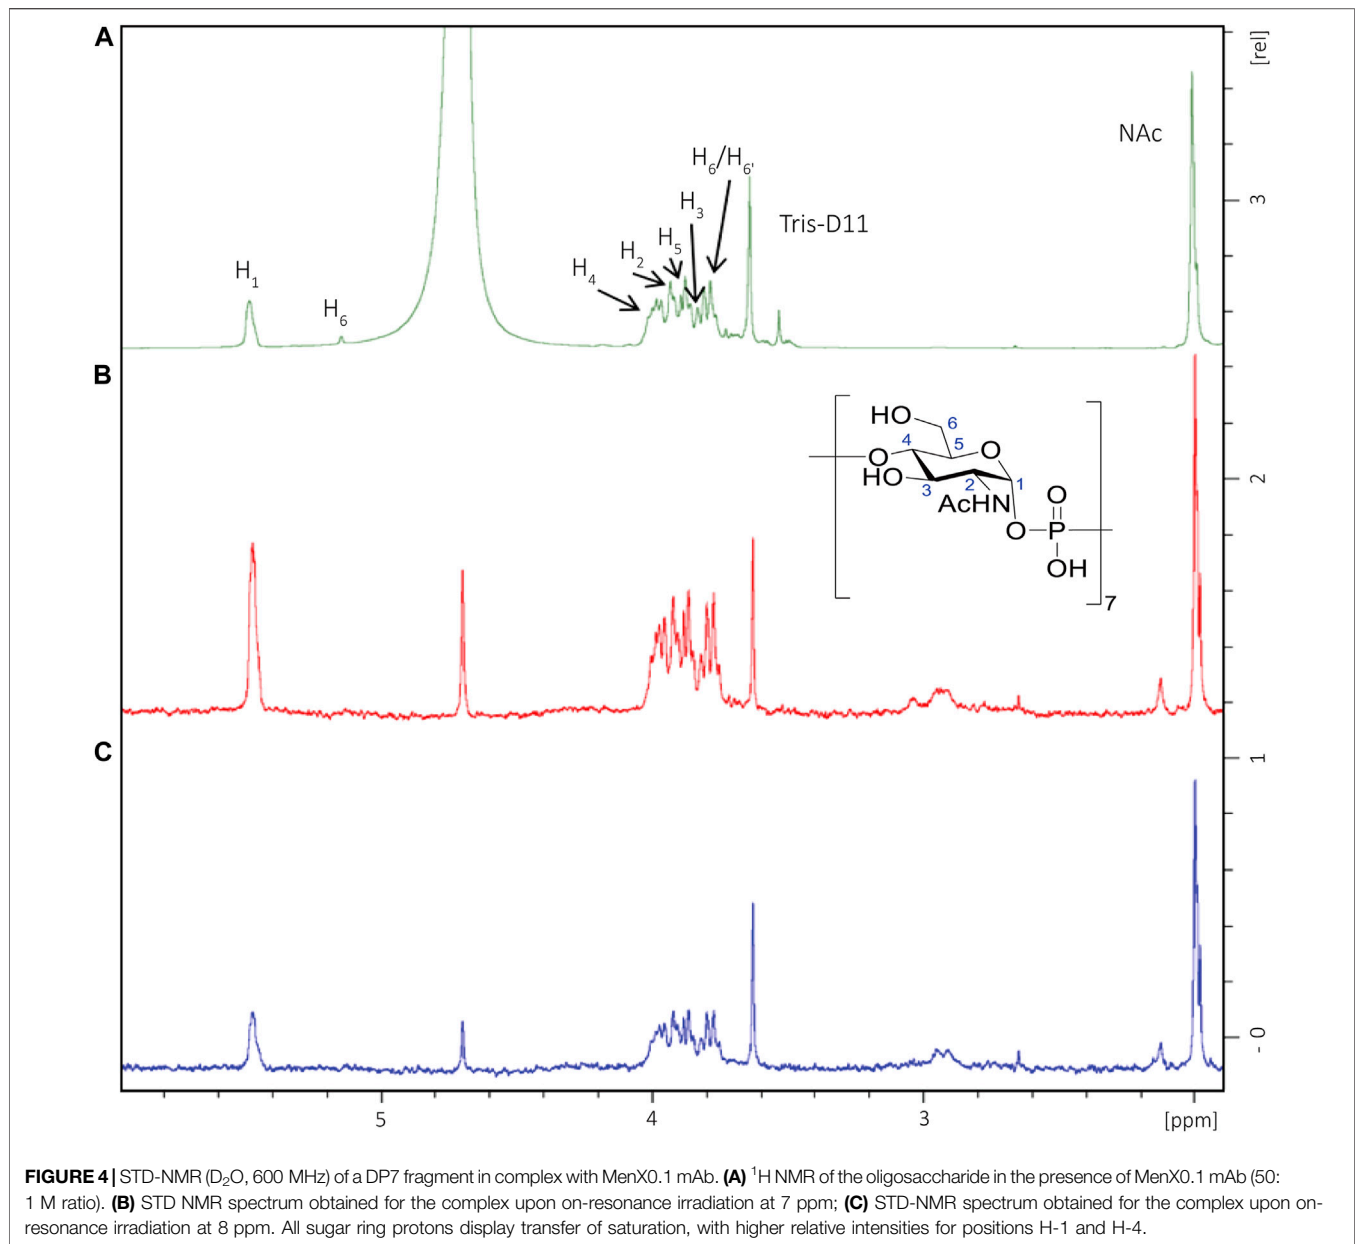 A
[rel]
NAc
H6/H6'
H3
Tris-D11
H5
H2
H4
H1
H6
3
B
HO
6
4
5
O
O
HO
3
2
1
AcHN
O
O
P
OH
7
2
C
1
- 0
5
4
3
[ppm]
FIGURE 4 | STD-NMR (D₂O, 600 MHz) of a DP7 fragment in complex with MenX0.1 mAb. (A) ¹H NMR of the oligosaccharide in the presence of MenX0.1 mAb (50:
1 M ratio). (B) STD NMR spectrum obtained for the complex upon on-resonance irradiation at 7 ppm; (C) STD-NMR spectrum obtained for the complex upon on-
resonance irradiation at 8 ppm. All sugar ring protons display transfer of saturation, with higher relative intensities for positions H-1 and H-4.